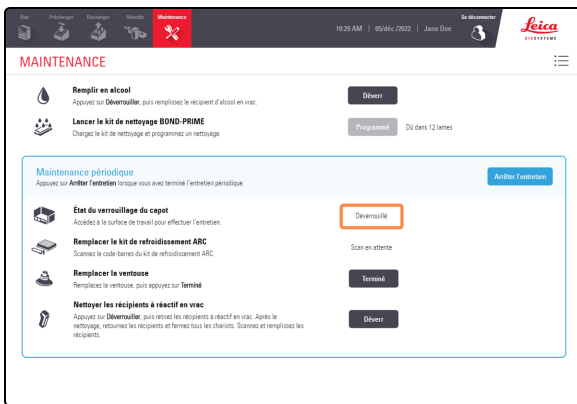 État Précharger Décharger Réactifs Maintenance
10:29 AM | 05/déc./2022 | Jane Doe
Se déconnecter
Leica
BIOSYSTEMS
MAINTENANCE
Remplir en alcool
Appuyez sur Déverrouiller, puis remplissez le récipient d'alcool en vrac.
Déverr
Lancer le kit de nettoyage BOND-PRIME
Chargez le kit de nettoyage et programmez un nettoyage.
Programmé Dû dans 12 lames
Maintenance périodique
Appuyez sur Arrêter l'entretien lorsque vous avez terminé l'entretien périodique.
Arrêter l'entretien
État du verrouillage du capot
Accédez à la surface de travail pour effectuer l'entretien.
Déverrouillé
Remplacer le kit de refroidissement ARC
Scannez le code-barres du kit de refroidissement ARC.
Scan en attente
Remplacer la ventouse
Remplacez la ventouse, puis appuyez sur Terminé
Terminé
Nettoyer les récipients à réactif en vrac
Appuyez sur Déverrouiller, puis retirez les récipients à réactif en vrac. Après le
nettoyage, retournez les récipients et fermez tous les chariots. Scannez et remplissez les
récipients.
Déverr